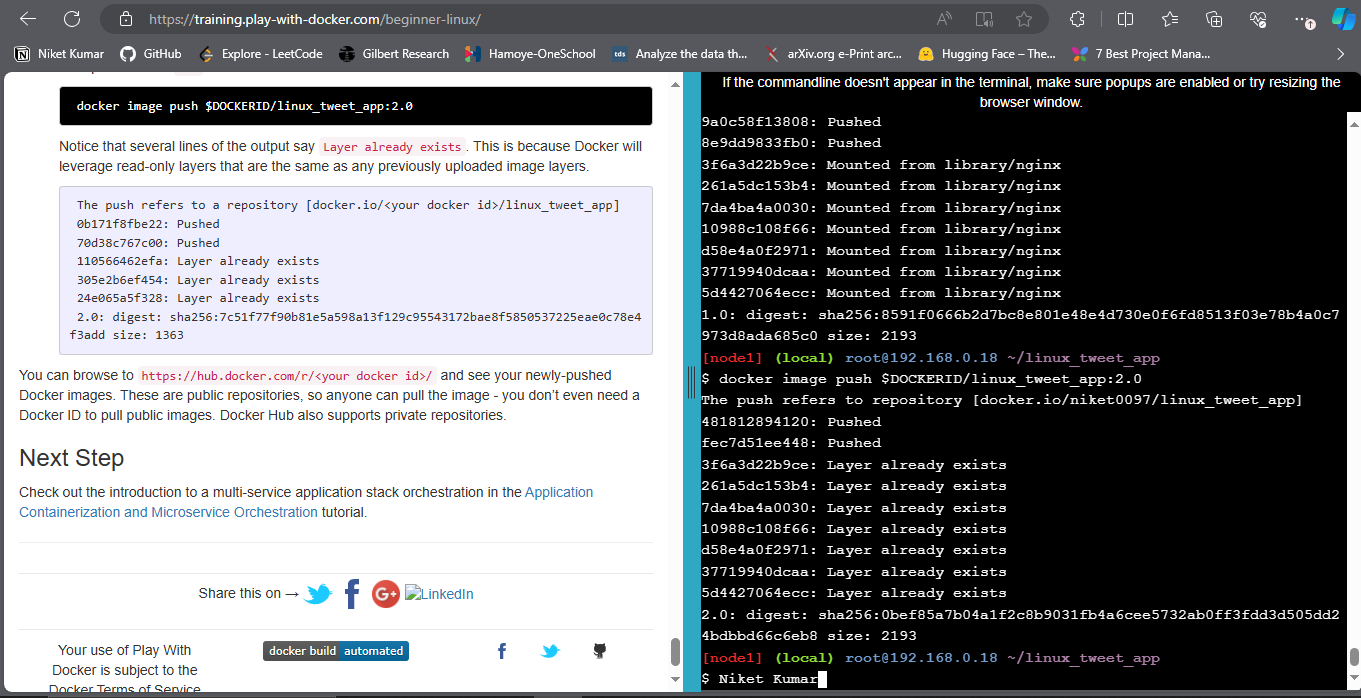 https://training.play-with-docker.com/beginner-linux/
Niket Kumar
GitHub
Explore - LeetCode
Gilbert Research
Hamoye-OneSchool
tds
Analyze the data th...
arXiv.org e-Print arc...
Hugging Face – The...
7 Best Project Mana...
docker image push $DOCKERID/linux_tweet_app:2.0
Notice that several lines of the output say Layer already exists. This is because Docker will
leverage read-only layers that are the same as any previously uploaded image layers.
The push refers to a repository [docker.io/<your docker id>/linux_tweet_app]
0b171f8fbe22: Pushed
70d38c767c00: Pushed
110566462efa: Layer already exists
305e2b6ef454: Layer already exists
24e065a5f328: Layer already exists
2.0: digest: sha256:7c51f77f90b81e5a598a13f129c95543172bae8f5850537225eae0c78e4
f3add size: 1363
You can browse to https://hub.docker.com/r/<your docker id>/ and see your newly-pushed
Docker images. These are public repositories, so anyone can pull the image - you don’t even need a
Docker ID to pull public images. Docker Hub also supports private repositories.
Next Step
Check out the introduction to a multi-service application stack orchestration in the Application
Containerization and Microservice Orchestration tutorial.
Share this on → G+ LinkedIn
Your use of Play With
Docker is subject to the
Docker Terms of Service
docker build automated
If the commandline doesn't appear in the terminal, make sure popups are enabled or try resizing the
browser window.
9a0c58f13808: Pushed
8e9dd9833fb0: Pushed
3f6a3d22b9ce: Mounted from library/nginx
261a5dc153b4: Mounted from library/nginx
7da4ba4a0030: Mounted from library/nginx
10988c108f66: Mounted from library/nginx
d58e4a0f2971: Mounted from library/nginx
37719940dcaa: Mounted from library/nginx
5d4427064ecc: Mounted from library/nginx
1.0: digest: sha256:8591f0666b2d7bc8e801e48e4d730e0f6fd8513f03e78b4a0c7
973d8ada685c0 size: 2193
[node1] (local) root@192.168.0.18 ~/linux_tweet_app
$ docker image push $DOCKERID/linux_tweet_app:2.0
The push refers to repository [docker.io/niket0097/linux_tweet_app]
481812894120: Pushed
fec7d51ee448: Pushed
3f6a3d22b9ce: Layer already exists
261a5dc153b4: Layer already exists
7da4ba4a0030: Layer already exists
10988c108f66: Layer already exists
d58e4a0f2971: Layer already exists
37719940dcaa: Layer already exists
5d4427064ecc: Layer already exists
2.0: digest: sha256:0bef85a7b04a1f2c8b9031fb4a6cee5732ab0ff3fdd3d505dd2
4bdbbd66c6eb8 size: 2193
[node1] (local) root@192.168.0.18 ~/linux_tweet_app
$ Niket Kumar